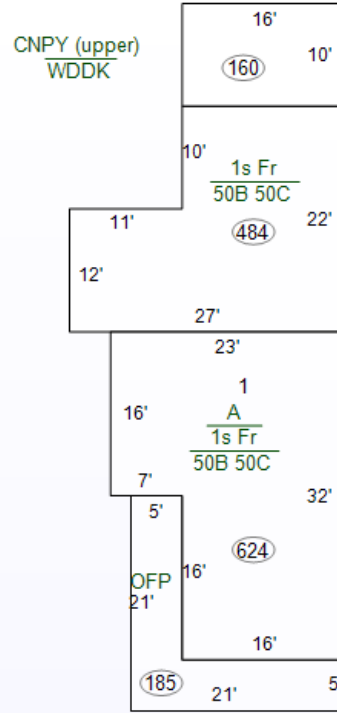 16'
CNPY (upper)
WDDK
10'
160
10'
1s Fr
50B 50C
11'
22'
484
12'
27'
23'
1
16'
A
1s Fr
50B 50C
7'
32'
5'
624
OFP
16'
21'
16'
185
21'
5